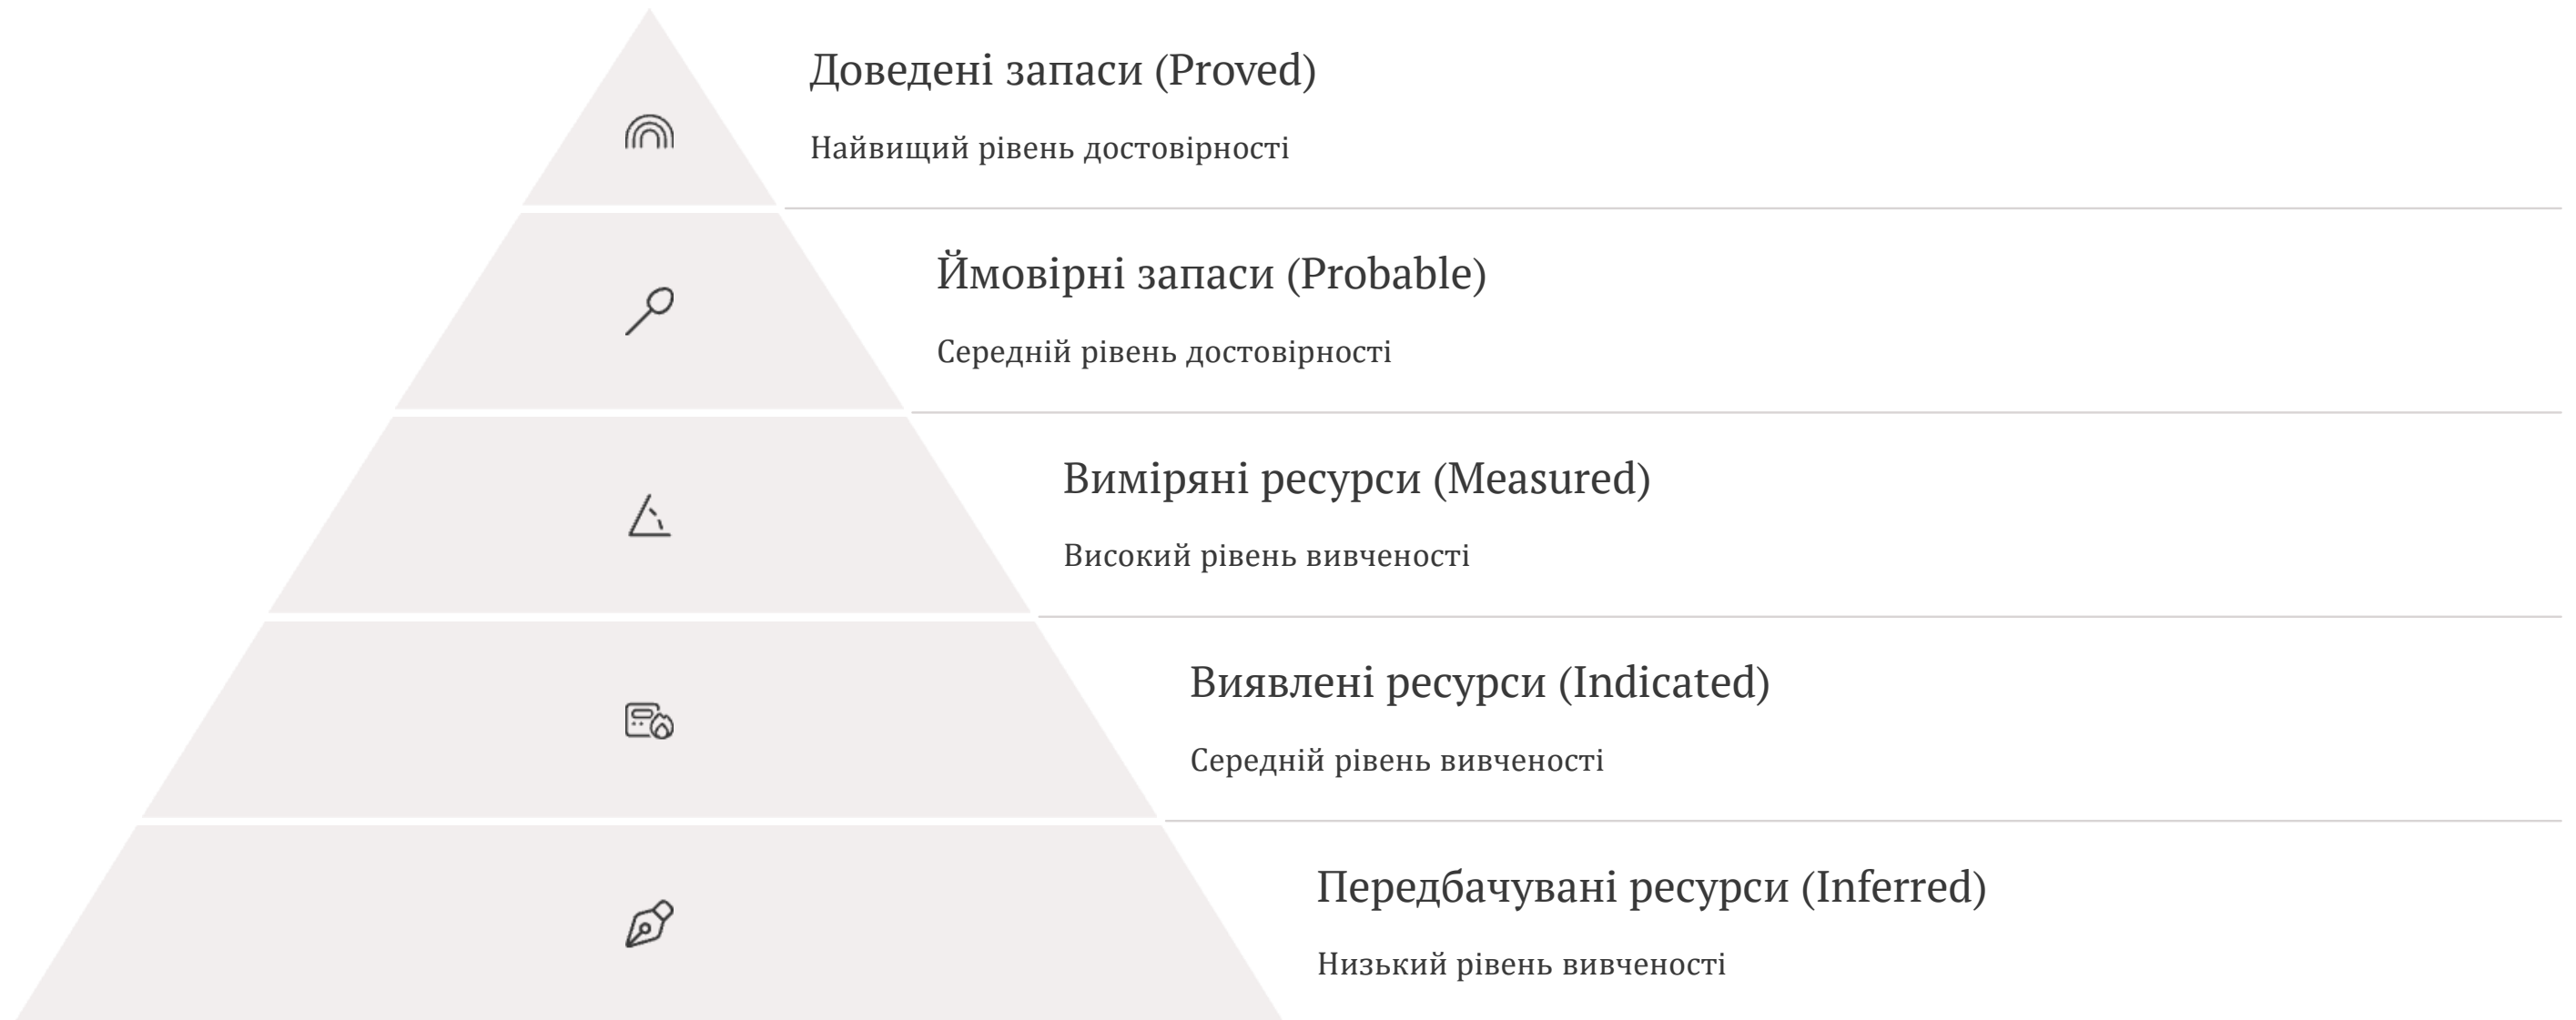 Доведені запаси (Proved)
Найвищий рівень достовірності
Ймовірні запаси (Probable)
Середній рівень достовірності
Виміряні ресурси (Measured)
Високий рівень вивченості
Виявлені ресурси (Indicated)
Середній рівень вивченості
Передбачувані ресурси (Inferred)
Низький рівень вивченості